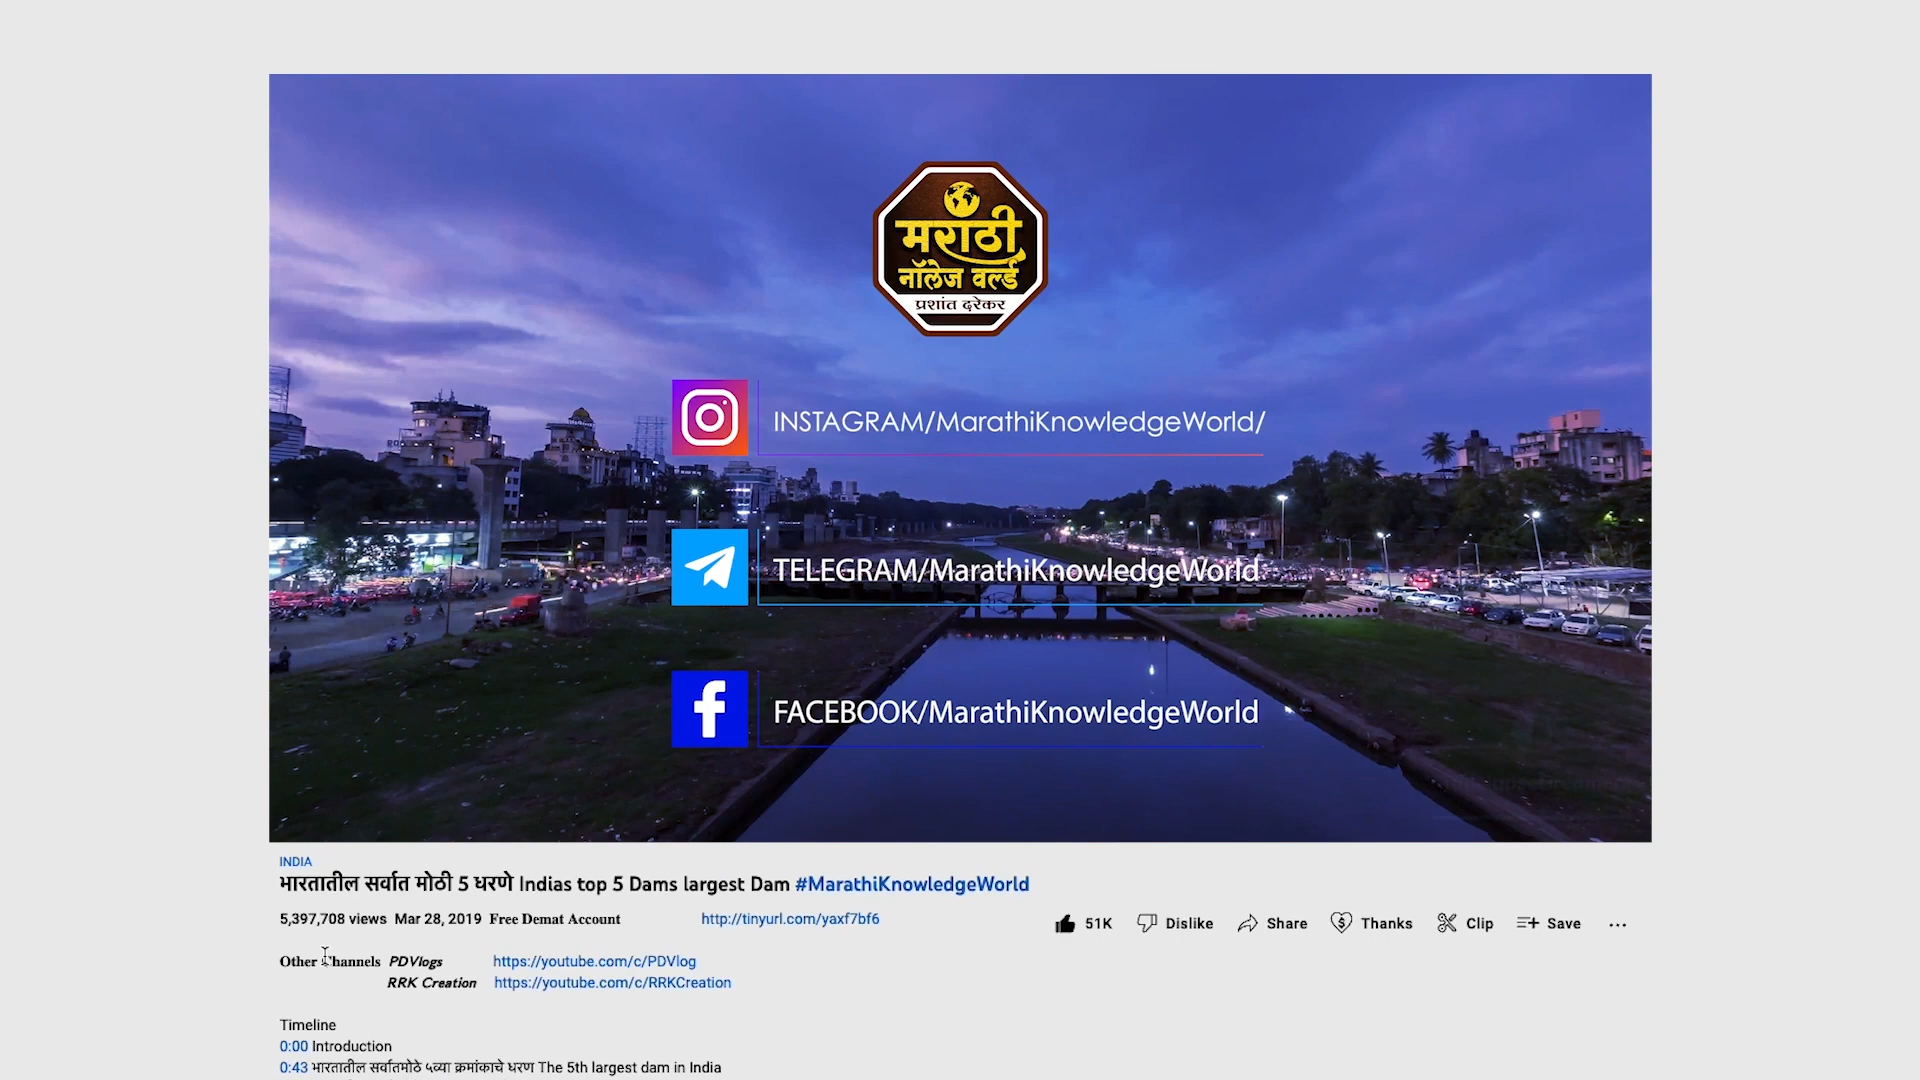 मराठी
नॉलेज वर्ल्ड
प्रशांत दरेकर
INSTAGRAM/MarathiKnowledgeWorld/
TELEGRAM/MarathiKnowledgeWorld
FACEBOOK/MarathiKnowledgeWorld
INDIA
भारतातील सर्वात मोठी 5 धरणे Indias top 5 Dams largest Dam #MarathiKnowledgeWorld
5,397,708 views Mar 28, 2019 Free Demat Account http://tinyurl.com/yaxf7bf6
51K Dislike Share Thanks Clip Save ...
Other Channels PDVlogs https://youtube.com/c/PDVlog
RRK Creation https://youtube.com/c/RRKCreation
Timeline
0:00 Introduction
0:43 भारतातील सर्वातमोठे ५व्या क्रमांकाचे धरण The 5th largest dam in India